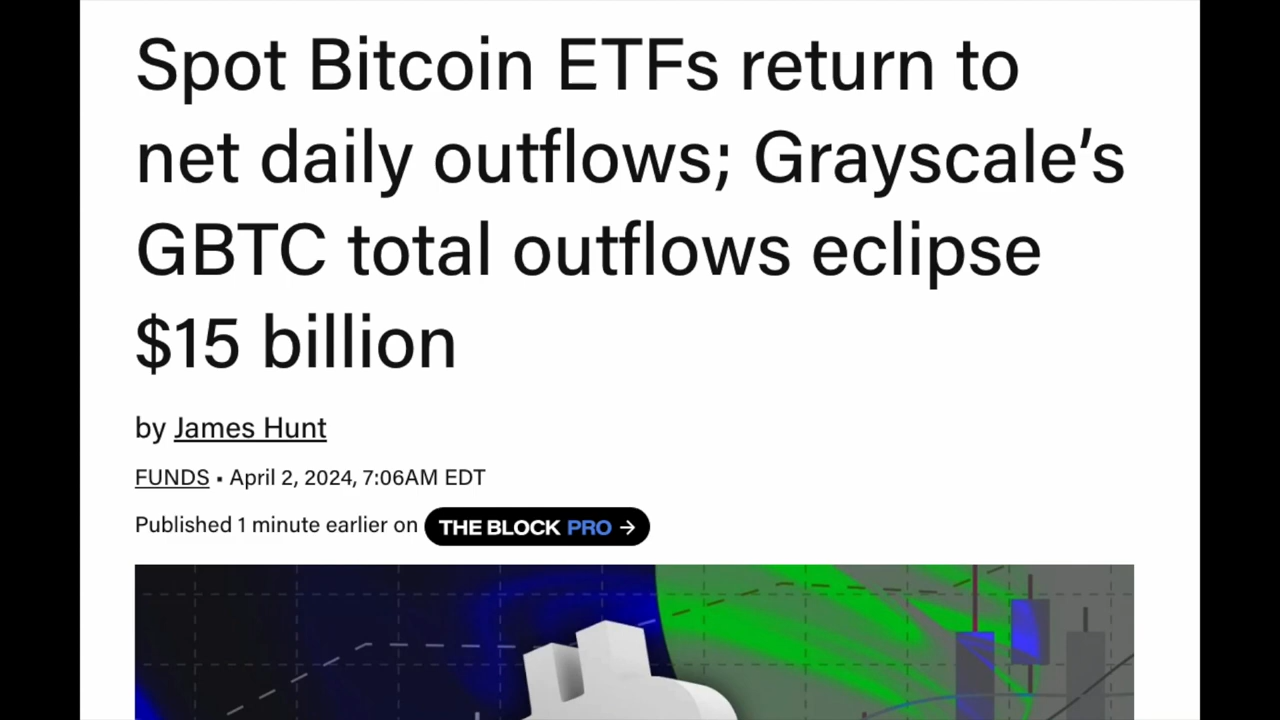 Spot Bitcoin ETFs return to
net daily outflows; Grayscale’s
GBTC total outflows eclipse
$15 billion
by James Hunt
FUNDS • April 2, 2024, 7:06AM EDT
Published 1 minute earlier on THE BLOCK PRO →